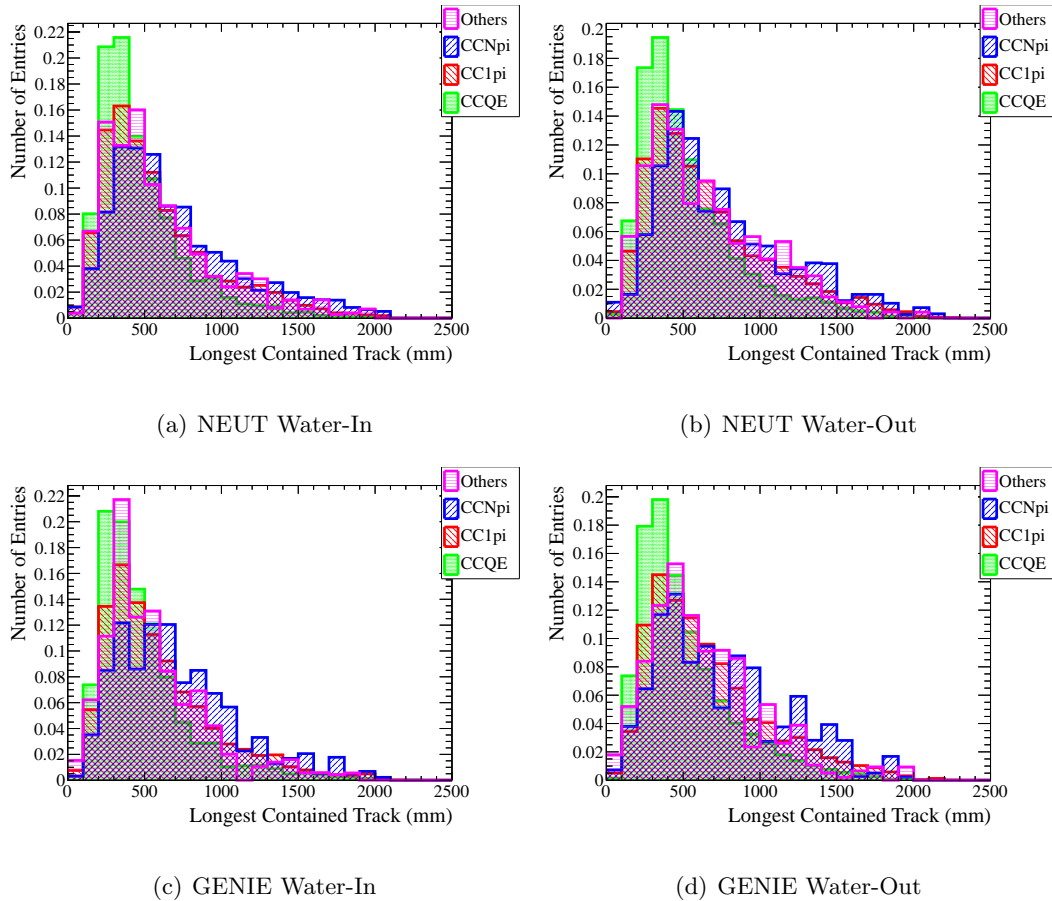 Number of Entries
0.22
0.2
0.18
0.16
0.14
0.12
0.1
0.08
0.06
0.04
0.02
0
0 500 1000 1500 2000 2500
Longest Contained Track (mm)
Others
CCNpi
CC1pi
CCQE
(a) NEUT Water-In
Number of Entries
0.2
0.18
0.16
0.14
0.12
0.1
0.08
0.06
0.04
0.02
0
0 500 1000 1500 2000 2500
Longest Contained Track (mm)
Others
CCNpi
CC1pi
CCQE
(b) NEUT Water-Out
Number of Entries
0.22
0.2
0.18
0.16
0.14
0.12
0.1
0.08
0.06
0.04
0.02
0
0 500 1000 1500 2000 2500
Longest Contained Track (mm)
Others
CCNpi
CC1pi
CCQE
(c) GENIE Water-In
Number of Entries
0.2
0.18
0.16
0.14
0.12
0.1
0.08
0.06
0.04
0.02
0
0 500 1000 1500 2000 2500
Longest Contained Track (mm)
Others
CCNpi
CC1pi
CCQE
(d) GENIE Water-Out